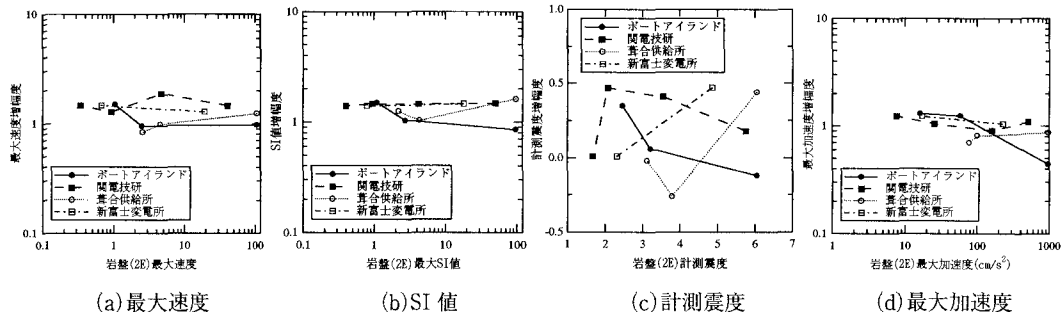 10
1
0.1
0.1
1
10
100
最大速度増幅度
岩盤(2E)最大速度
ポートアイランド
関電技研
葺合供給所
新富士変電所
(a)最大速度
10
1
0.1
0.1
1
10
100
SI値増幅度
岩盤(2E)最大SI値
ポートアイランド
関電技研
葺合供給所
新富士変電所
(b)SI 値
1.0
0.5
0.0
-0.5
1
2
3
4
5
6
7
計測震度増幅度
岩盤(2E)計測震度
ポートアイランド
関電技研
葺合供給所
新富士変電所
(c)計測震度
10
1
0.1
1
10
100
1000
最大加速度増幅度
岩盤(2E)最大加速度(cm/s²)
ポートアイランド
関電技研
葺合供給所
新富士変電所
(d)最大加速度